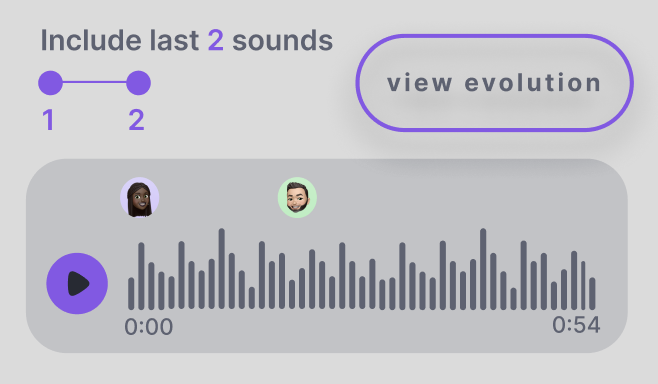 Include last 2 sounds
view evolution
1 2
0:00 0:54